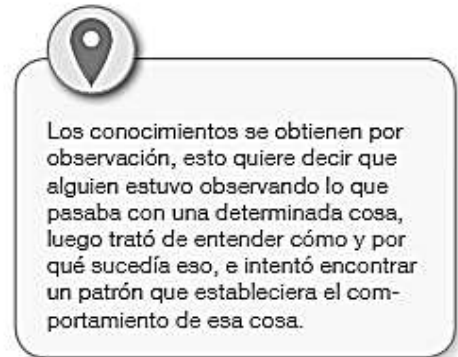 Los conocimientos se obtienen por
observación, esto quiere decir que
alguien estuvo observando lo que
pasaba con una determinada cosa,
luego trató de entender cómo y por
qué sucedía eso, e intentó encontrar
un patrón que estableciera el com-
portamiento de esa cosa.